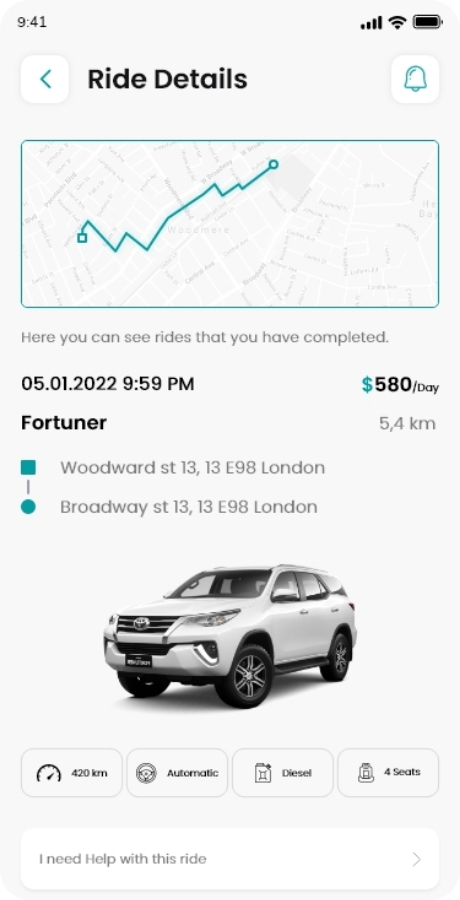 9:41
Ride Details
Woodmere
Here you can see rides that you have completed.
05.01.2022 9:59 PM
$580/Day
Fortuner
5,4 km
Woodward st 13, 13 E98 London
Broadway st 13, 13 E98 London
420 km
Automatic
Diesel
4 Seats
I need Help with this ride